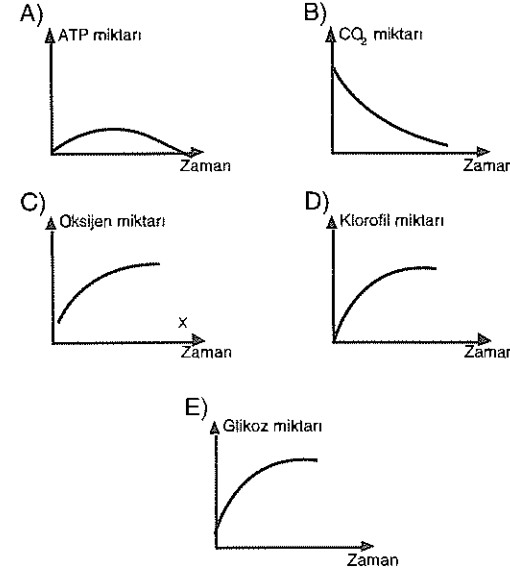 A)
ATP miktarı
Zaman
B)
CO₂ miktarı
Zaman
C)
Oksijen miktarı
X
Zaman
D)
Klorofil miktarı
Zaman
E)
Glikoz miktarı
Zaman